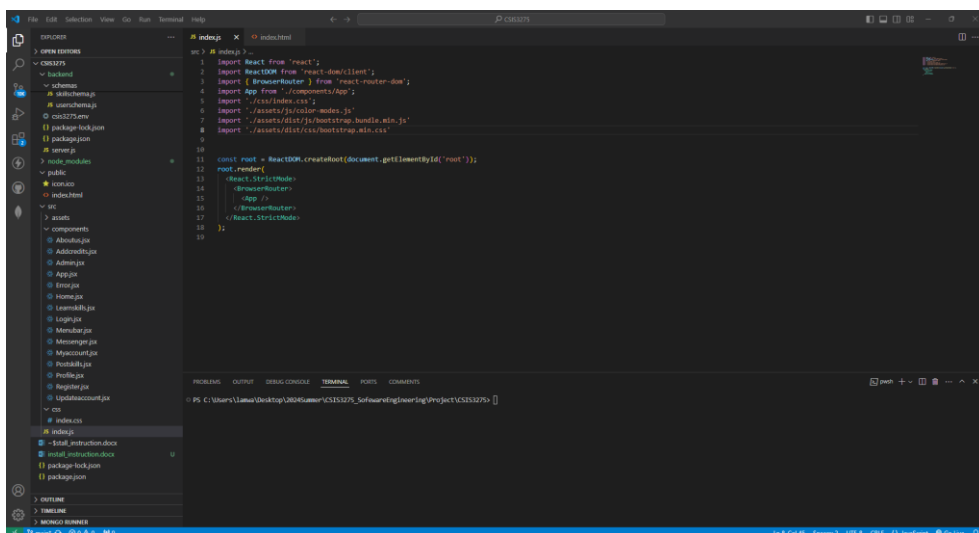 File Edit Selection View Go Run Terminal Help
CSIS3275
EXPLORER
OPEN EDITORS
CSIS3275
backend
schemas
skillschema.js
userschema.js
csis3275.env
package-lock.json
package.json
server.js
node_modules
public
icon.ico
index.html
src
assets
components
Aboutus.jsx
Addcredits.jsx
Admin.jsx
App.jsx
Error.jsx
Home.jsx
Learnskills.jsx
Login.jsx
Menubar.jsx
Messenger.jsx
Myaccount.jsx
Postskills.jsx
Profile.jsx
Register.jsx
Updateaccount.jsx
css
index.css
JS index.js
~$stall_instruction.docx
install_instruction.docx U
package-lock.json
package.json
OUTLINE
TIMELINE
MONGO RUNNER
JS index.js X index.html
src > JS index.js > ...
1 import React from 'react';
2 import ReactDOM from 'react-dom/client';
3 import { BrowserRouter } from 'react-router-dom';
4 import App from './components/App';
5 import './css/index.css';
6 import './assets/js/color-modes.js'
7 import './assets/dist/js/bootstrap.bundle.min.js'
8 import './assets/dist/css/bootstrap.min.css'
9
10
11 const root = ReactDOM.createRoot(document.getElementById('root'));
12 root.render(
13 <React.StrictMode>
14 <BrowserRouter>
15 <App />
16 </BrowserRouter>
17 </React.StrictMode>
18 );
19
PROBLEMS OUTPUT DEBUG CONSOLE TERMINAL PORTS COMMENTS
pwsh
PS C:\Users\lamwa\Desktop\2024Summer\CSIS3275_SofewareEngineering\Project\CSIS3275>